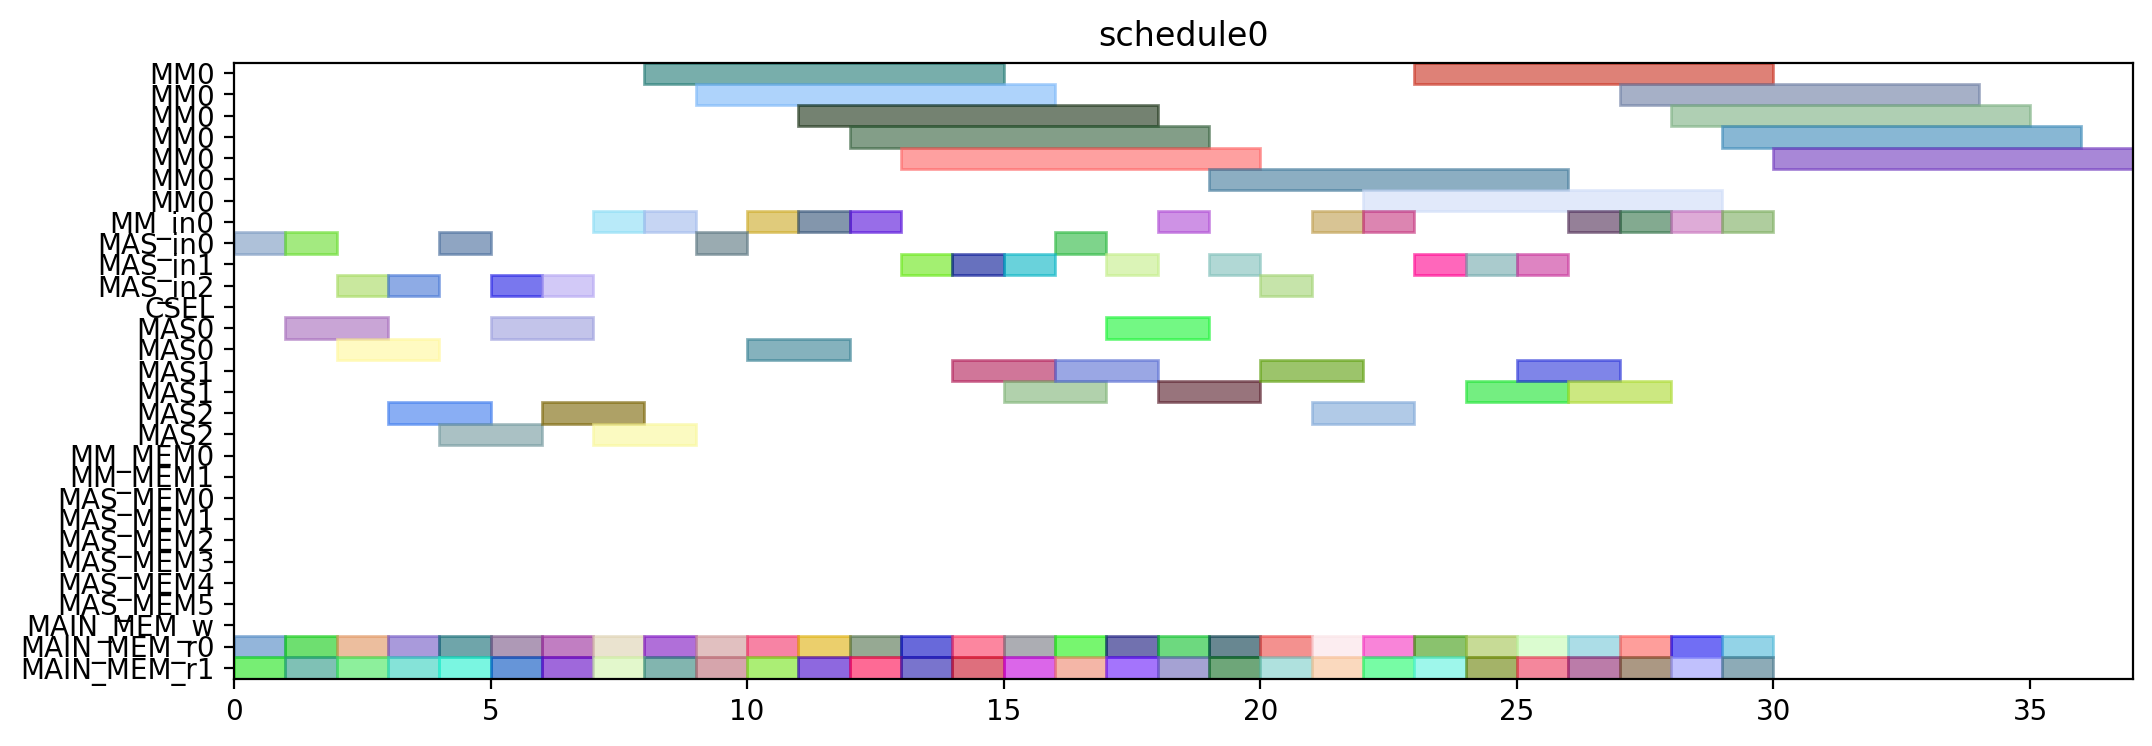 schedule0
MM0
MM0
MM0
MM0
MM0
MM0
MM0
MM_in0
MAS_in0
MAS_in1
MAS_in2
CSEL
MAS0
MAS0
MAS1
MAS1
MAS2
MAS2
MM_MEM0
MM_MEM1
MAS_MEM0
MAS_MEM1
MAS_MEM2
MAS_MEM3
MAS_MEM4
MAS_MEM5
MAIN_MEM_w
MAIN_MEM_r0
MAIN_MEM_r1
0 5 10 15 20 25 30 35